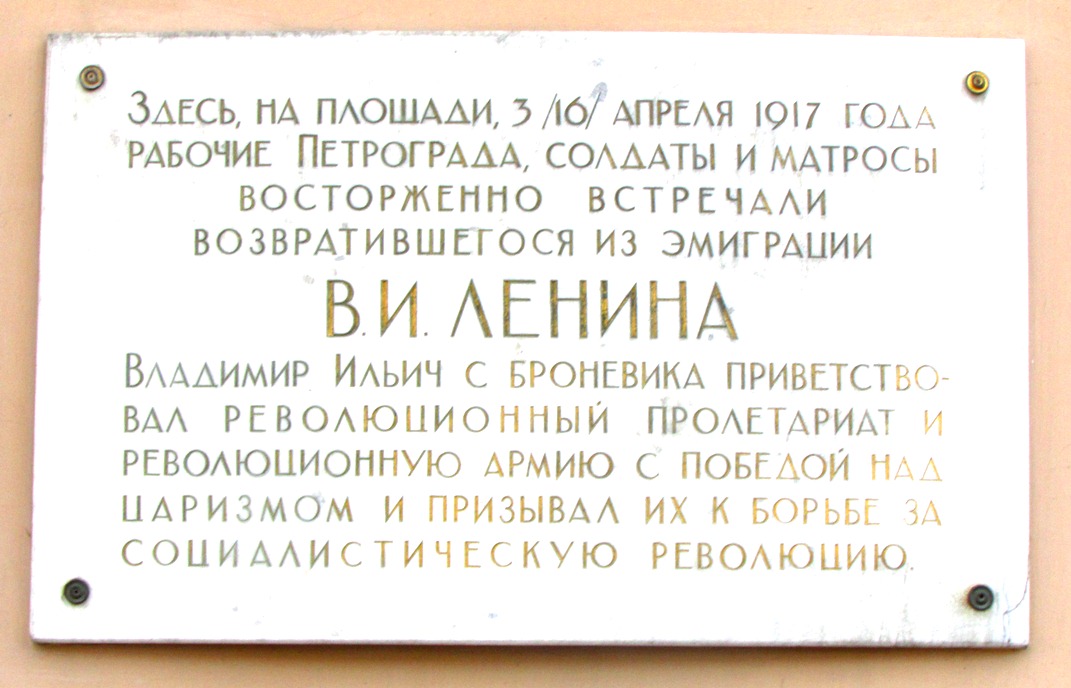 Здесь, на площади, 3 /16/ апреля 1917 года
рабочие Петрограда, солдаты и матросы
восторженно встречали
возвратившегося из эмиграции
В. И. ЛЕНИНА
Владимир Ильич с броневика приветство-
вал революционный пролетариат и
революционную армию с победой над
царизмом и призывал их к борьбе за
социалистическую революцию.